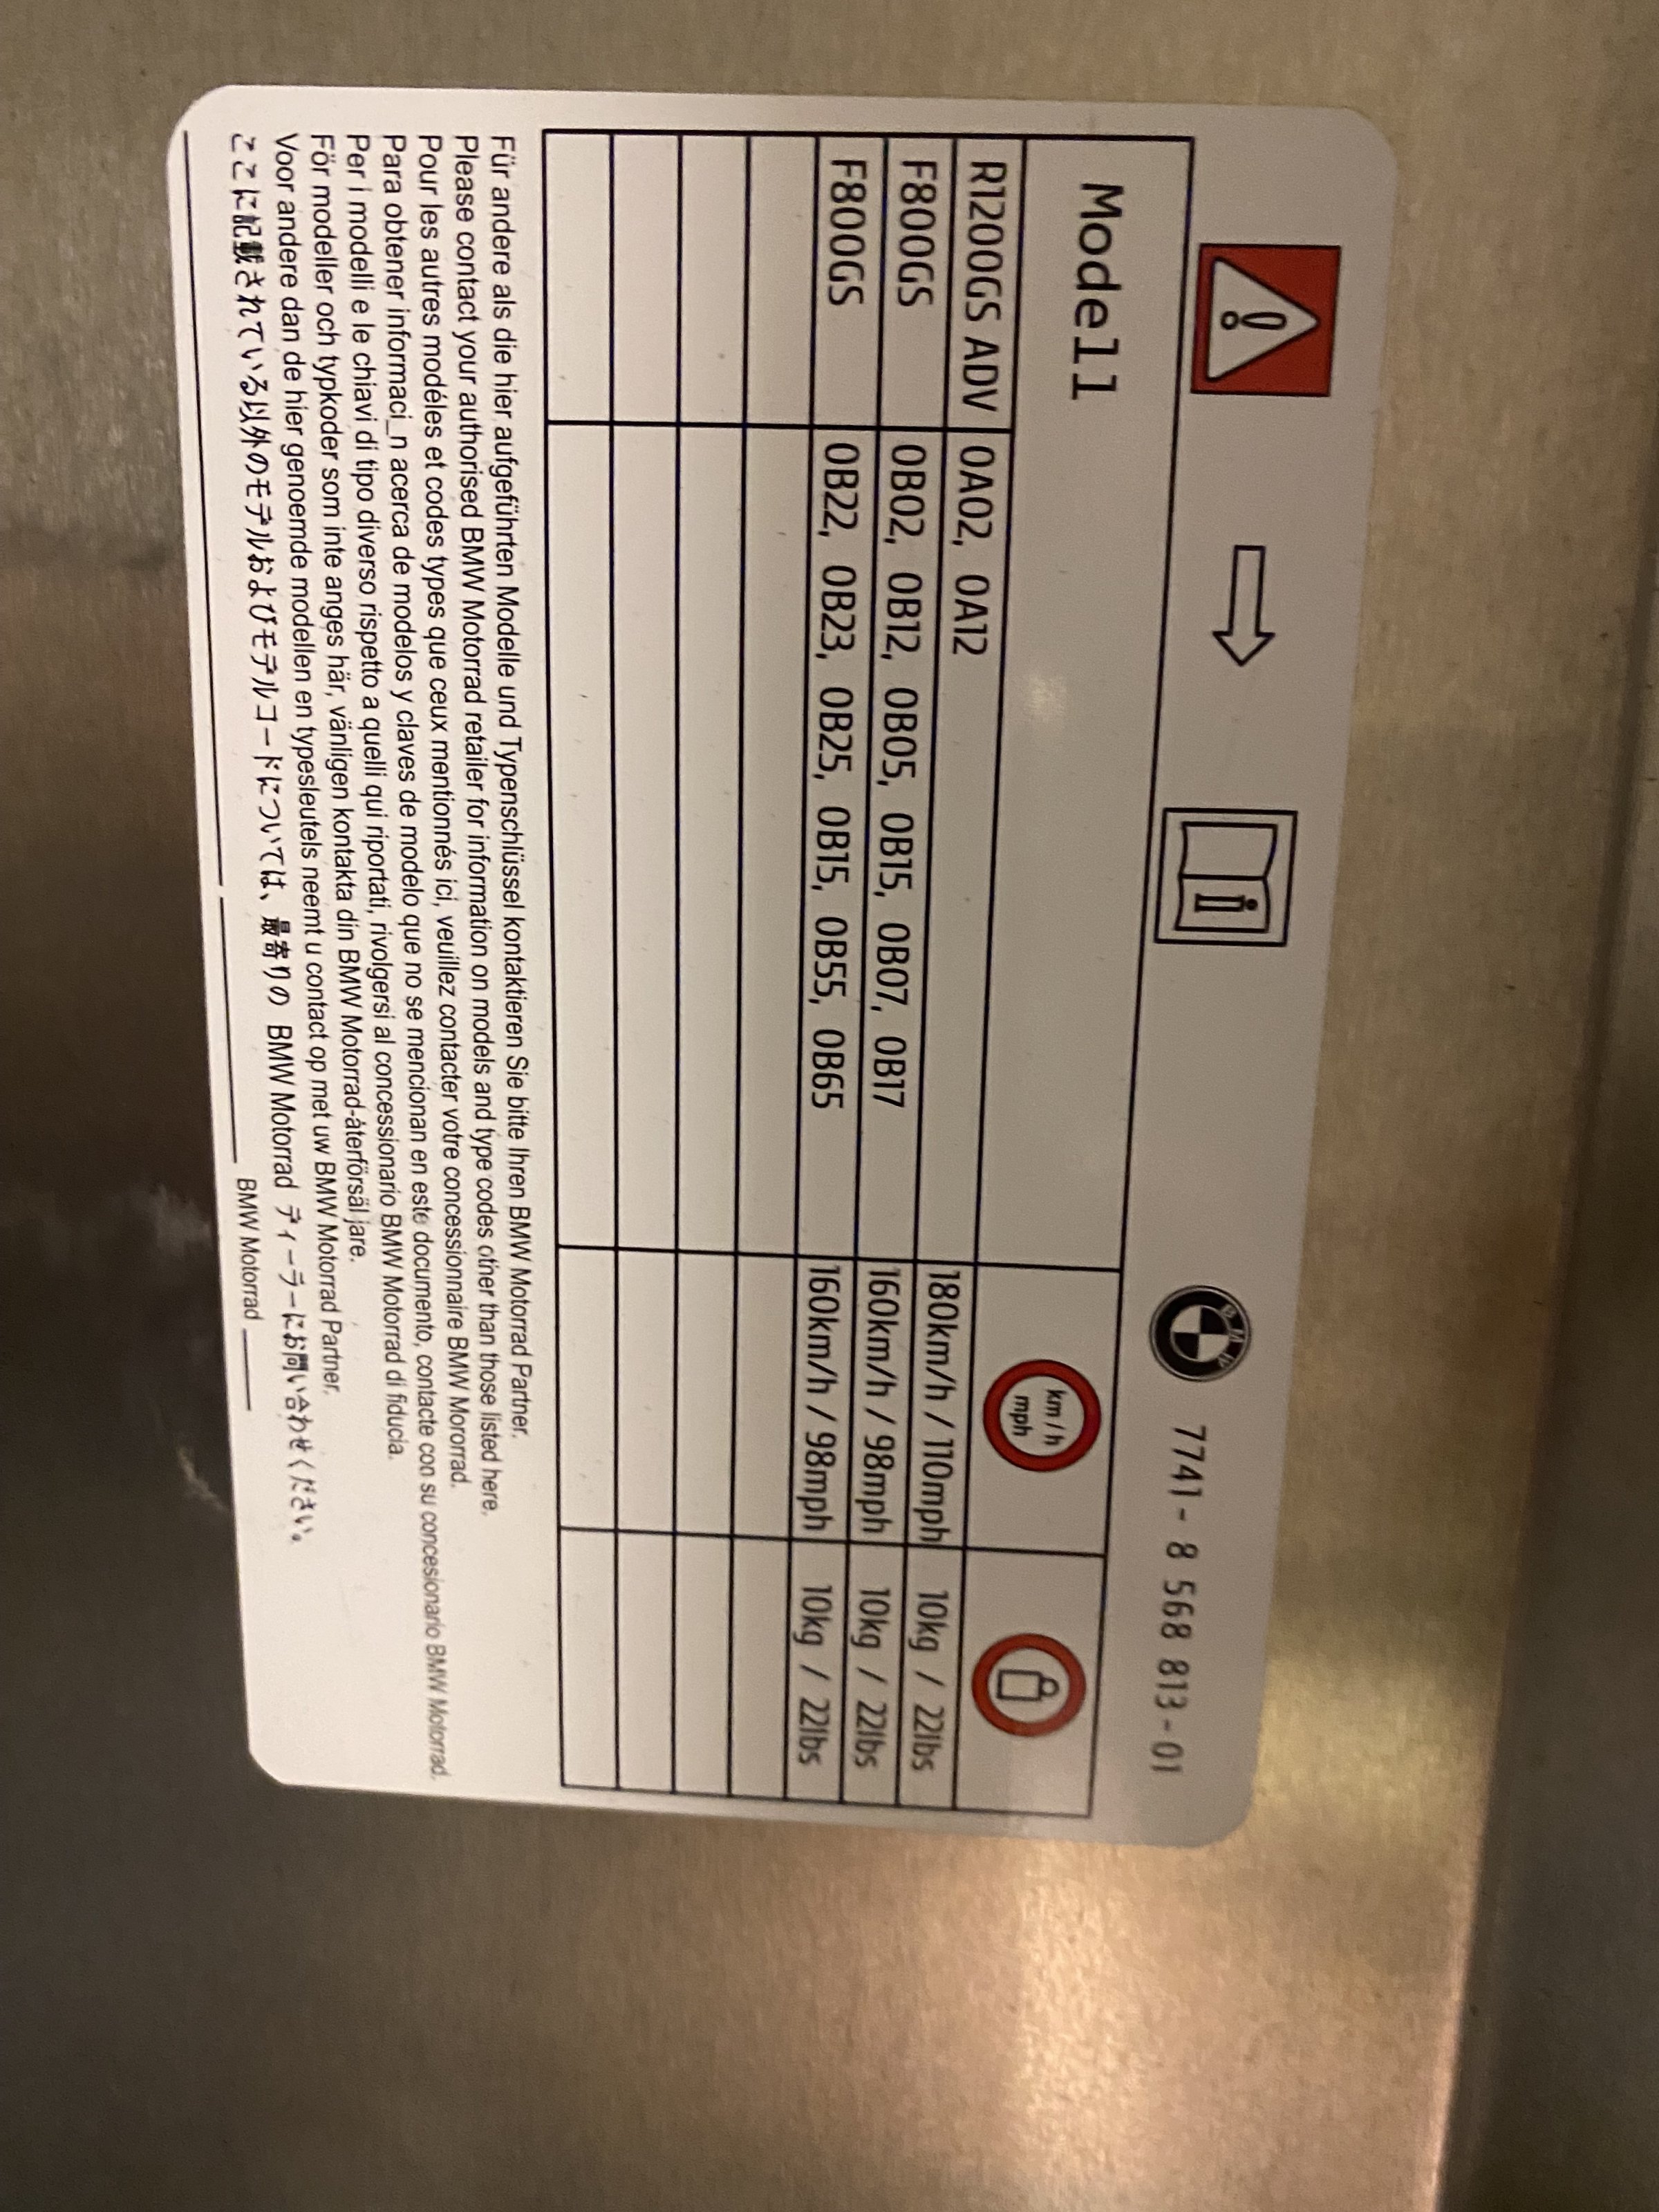 BMW 7741- 8 568 813-01
Modell km/h mph
R1200GS ADV 0A02, 0A12 180km/h / 110mph 10kg / 22lbs
F800GS 0B02, 0B12, 0B05, 0B15, 0B07, 0B17 160km/h / 98mph 10kg / 22lbs
F800GS 0B22, 0B23, 0B25, 0B15, 0B55, 0B65 160km/h / 98mph 10kg / 22lbs
Für andere als die hier aufgeführten Modelle und Typenschlüssel kontaktieren Sie bitte Ihren BMW Motorrad Partner.
Please contact your authorised BMW Motorrad retailer for information on models and type codes other than those listed here.
Pour les autres modéles et codes types que ceux mentionnés ici, veuillez contacter votre concessionnaire BMW Mororrad.
Para obtener informaci_n acerca de modelos y claves de modelo que no se mencionan en este documento, contacte con su concesionario BMW Motorrad.
Per i modelli e le chiavi di tipo diverso rispetto a quelli qui riportati, rivolgersi al concessionario BMW Motorrad di fiducia.
För modeller och typkoder som inte anges här, vänligen kontakta din BMW Motorrad-återförsäljare.
Voor andere dan de hier genoemde modellen en typesleutels neemt u contact op met uw BMW Motorrad Partner.
ここに記載されている以外のモデルおよびモデルコードについては、最寄りの BMW Motorrad ディーラーにお問い合わせください。
BMW Motorrad